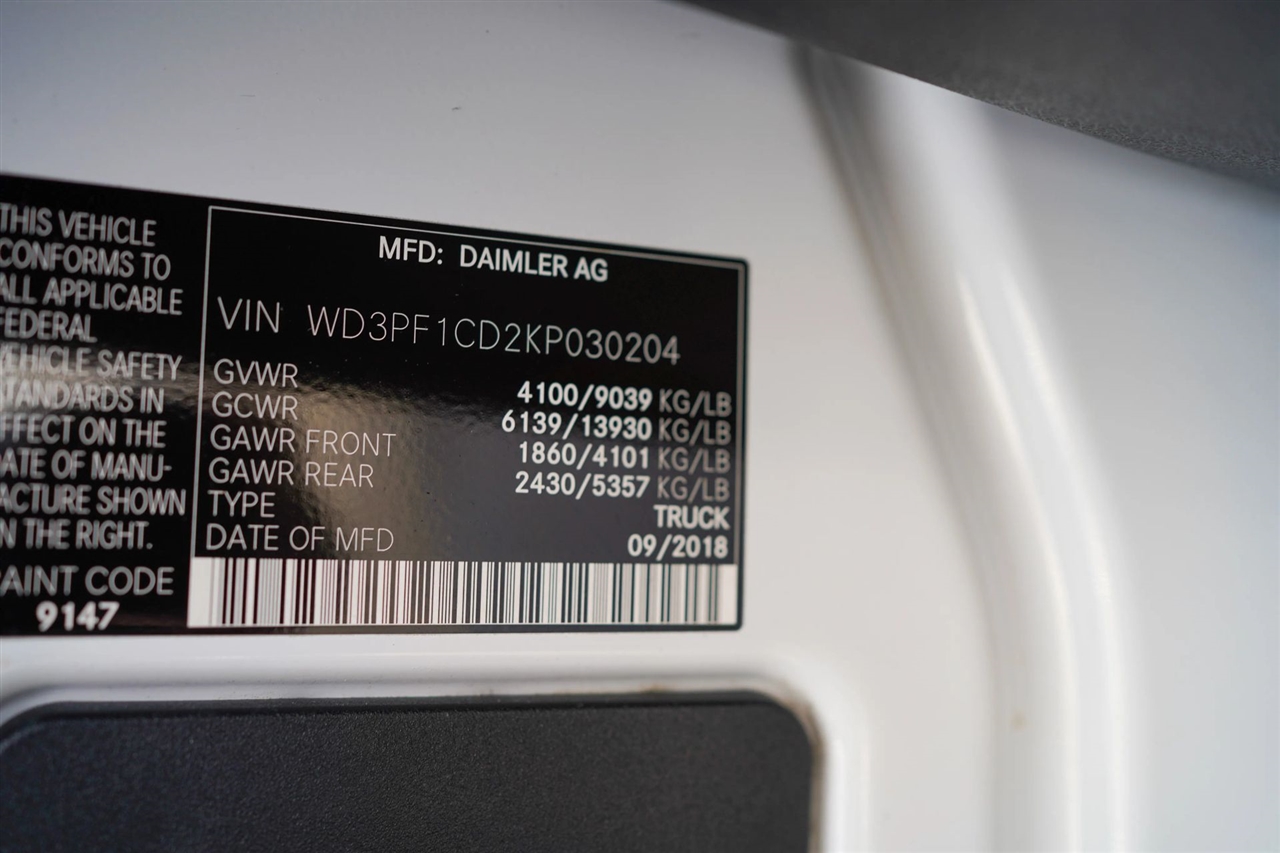 THIS VEHICLE
CONFORMS TO
ALL APPLICABLE
FEDERAL
VEHICLE SAFETY
STANDARDS IN
EFFECT ON THE
DATE OF MANU-
FACTURE SHOWN
ON THE RIGHT.
PAINT CODE
9147
MFD: DAIMLER AG
VIN WD3PF1CD2KP030204
GVWR 4100/9039 KG/LB
GCWR 6139/13930 KG/LB
GAWR FRONT 1860/4101 KG/LB
GAWR REAR 2430/5357 KG/LB
TYPE TRUCK
DATE OF MFD 09/2018